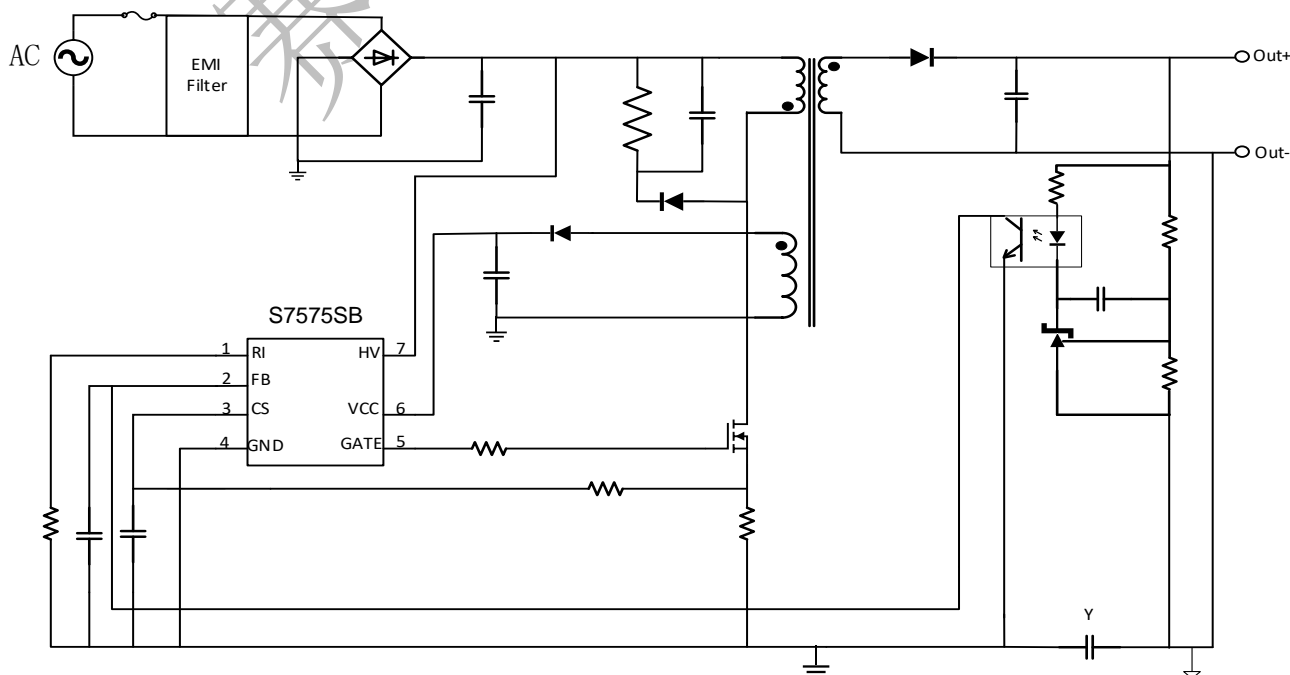 泰
AC
EMI
Filter
Out+
Out-
S7575SB
1 RI
2 FB
3 CS
4 GND
HV 7
VCC 6
GATE 5
Y